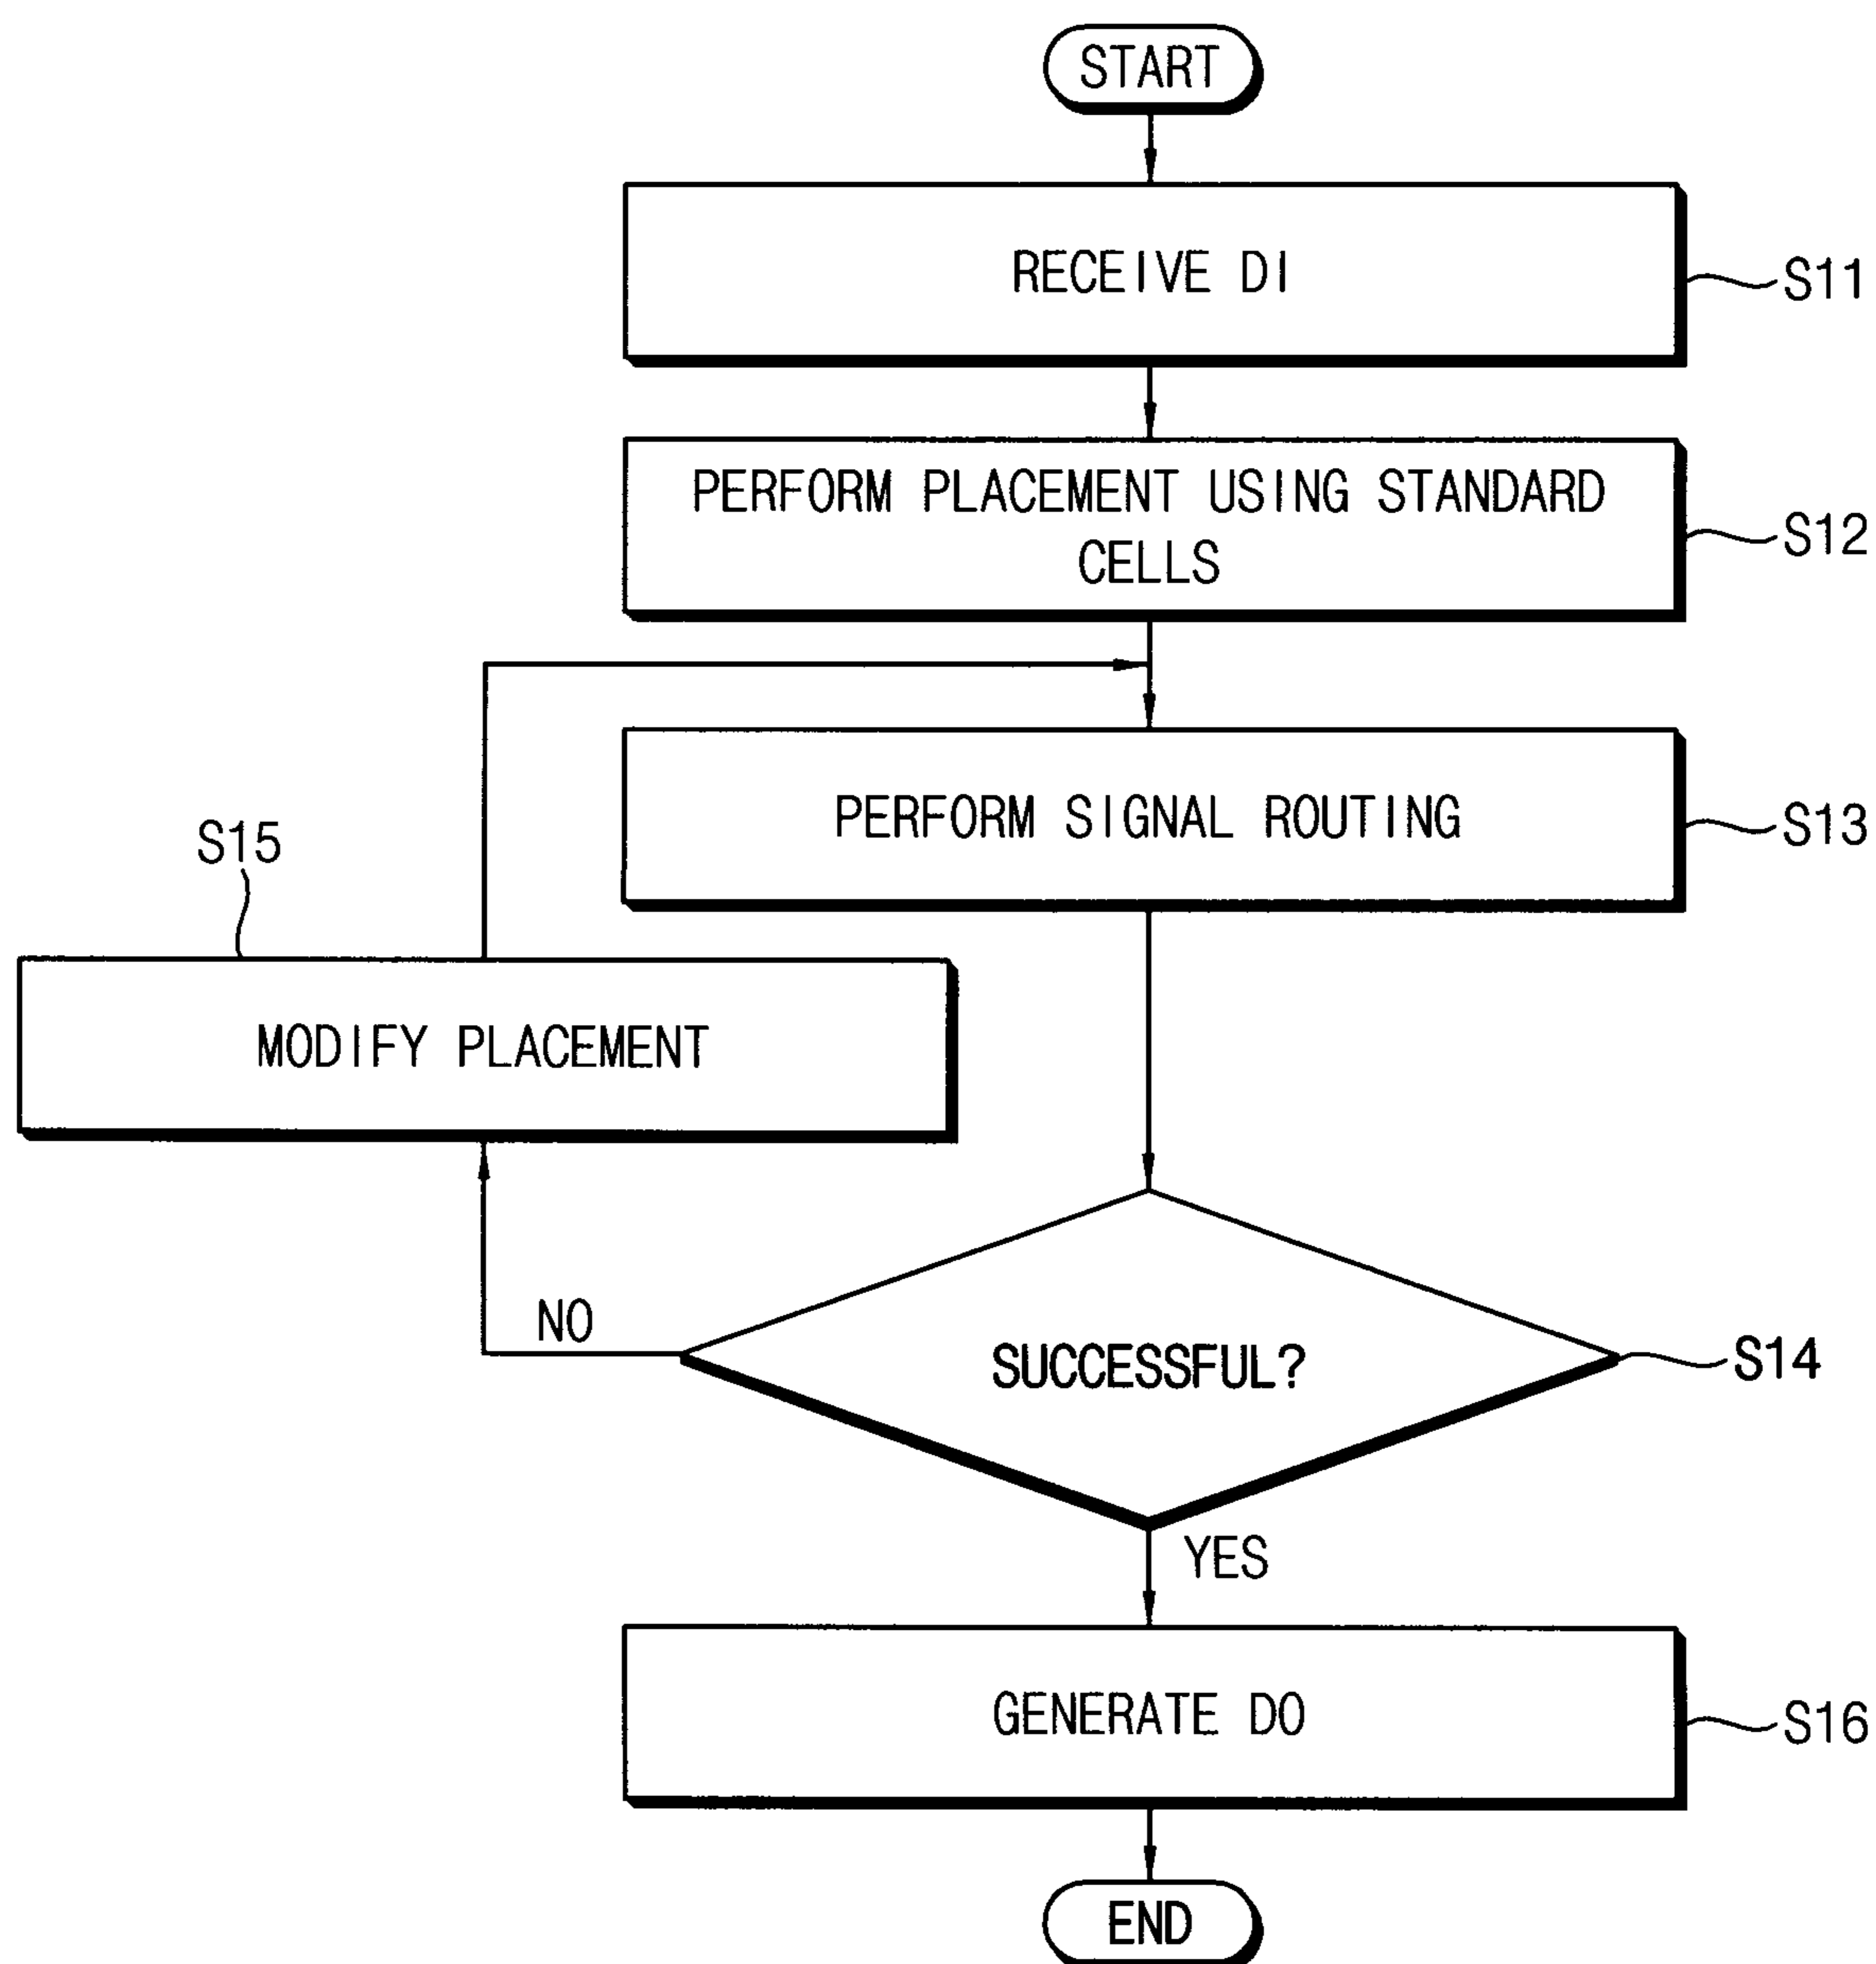 START
RECEIVE DI
S11
PERFORM PLACEMENT USING STANDARD
CELLS
S12
PERFORM SIGNAL ROUTING
S13
S15
MODIFY PLACEMENT
NO
SUCCESSFUL?
S14
YES
GENERATE DO
S16
END